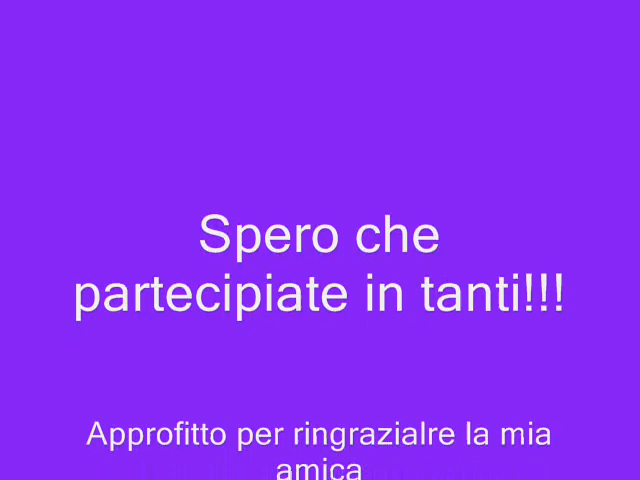 Spero che
partecipiate in tanti!!!
Approfitto per ringrazialre la mia
amica